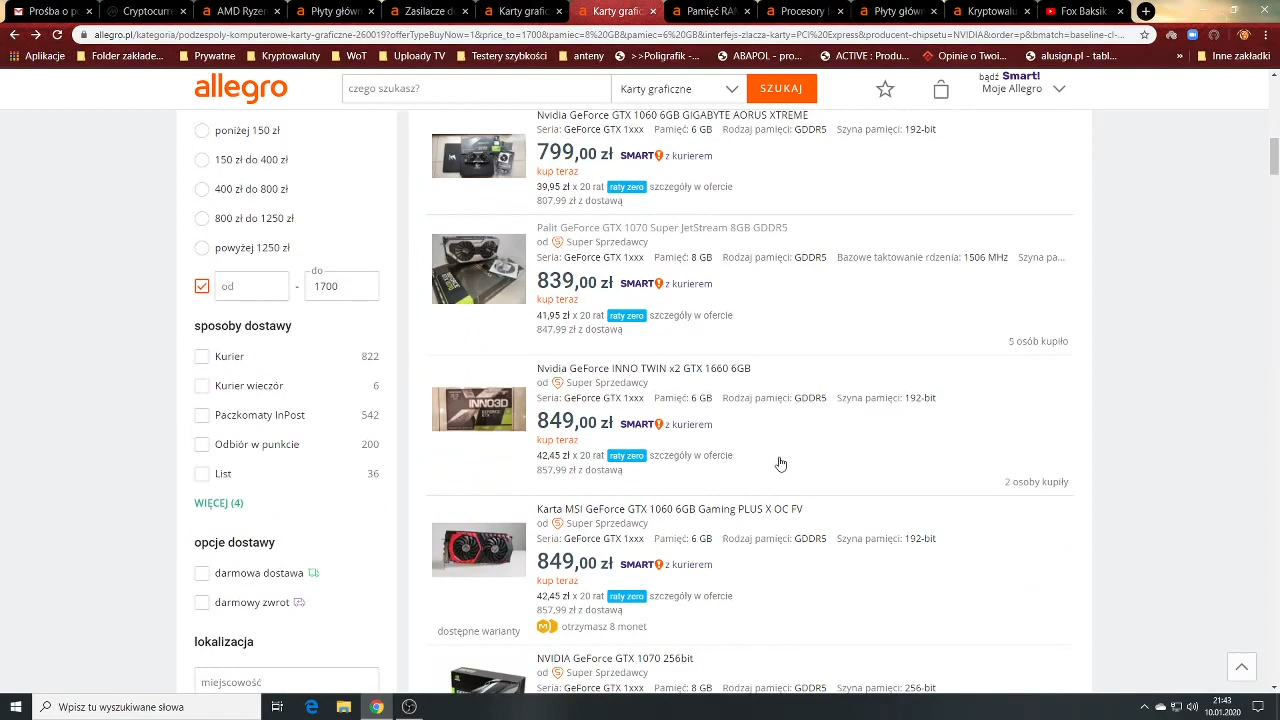 Prośba o po
Cryptocurre
AMD Ryzer
Płyty główn
Zasilacze do
Karty grafic
Karty grafic
Pamięć RAM
Procesory
Płyty główn
Kryptowalu
Fox Baksik
allegro.pl/kategoria/podzespoly-komputerowe-karty-graficzne-260019?offerTypeBuyNow=1&price_to=1700&pamiec=8%20GB&pamiec=6%20GB&interfejs-zlacza-karty=PCI%20Express&producent-chipsetu=NVIDIA&order=p&bmatch=baseline-cl-...
Aplikacje
Folder zakładek
Kryptowaluty
WoT
Uploady TV
Testery szybkości
anteny
>>Poligrafik -...
ABAPOL - prod...
ACTIVE : Produ...
Opinie o Twoi...
alusign.pl - tabl...
Inne zakładki
allegro
czego szukasz?
Karty graficzne
SZUKAJ
bądź Smart!
Moje Allegro
poniżej 150 zł
150 zł do 400 zł
400 zł do 800 zł
800 zł do 1250 zł
powyżej 1250 zł
od
-
do
1700
sposoby dostawy
Kurier 822
Kurier wieczór 6
Paczkomaty InPost 542
Odbiór w punkcie 200
List 36
WIĘCEJ (4)
opcje dostawy
darmowa dostawa
darmowy zwrot
lokalizacja
miejscowość
Nvidia GeForce GTX 1060 6GB GIGABYTE AORUS XTREME
Seria: GeForce GTX 1xxx Pamięć: 6 GB Rodzaj pamięci: GDDR5 Szyna pamięci: 192-bit
799,00 zł SMART! z kurierem
kup teraz
39,95 zł x 20 rat raty zero szczegóły w ofercie
807,99 zł z dostawą
Palit GeForce GTX 1070 Super JetStream 8GB GDDR5
od Super Sprzedawcy
Seria: GeForce GTX 1xxx Pamięć: 8 GB Rodzaj pamięci: GDDR5 Bazowe taktowanie rdzenia: 1506 MHz Szyna pa...
839,00 zł SMART! z kurierem
kup teraz
41,95 zł x 20 rat raty zero szczegóły w ofercie
847,99 zł z dostawą
5 osób kupiło
Nvidia GeForce INNO TWIN x2 GTX 1660 6GB
od Super Sprzedawcy
Seria: GeForce GTX 1xxx Pamięć: 6 GB Rodzaj pamięci: GDDR5 Szyna pamięci: 192-bit
849,00 zł SMART! z kurierem
kup teraz
42,45 zł x 20 rat raty zero szczegóły w ofercie
857,99 zł z dostawą
2 osoby kupiły
INNO3D
Karta MSI GeForce GTX 1060 6GB Gaming PLUS X OC FV
od Super Sprzedawcy
Seria: GeForce GTX 1xxx Pamięć: 6 GB Rodzaj pamięci: GDDR5 Szyna pamięci: 192-bit
849,00 zł SMART! z kurierem
kup teraz
42,45 zł x 20 rat raty zero szczegóły w ofercie
857,99 zł z dostawą
otrzymasz 8 monet
dostępne warianty
NVIDIA GeForce GTX 1070 256bit
od Super Sprzedawcy
Seria: GeForce GTX 1xxx Pamięć: 8 GB Rodzaj pamięci: GDDR5 Szyna pamięci: 256-bit
Wpisz tu wyszukiwane słowa
21:43
10.01.2020